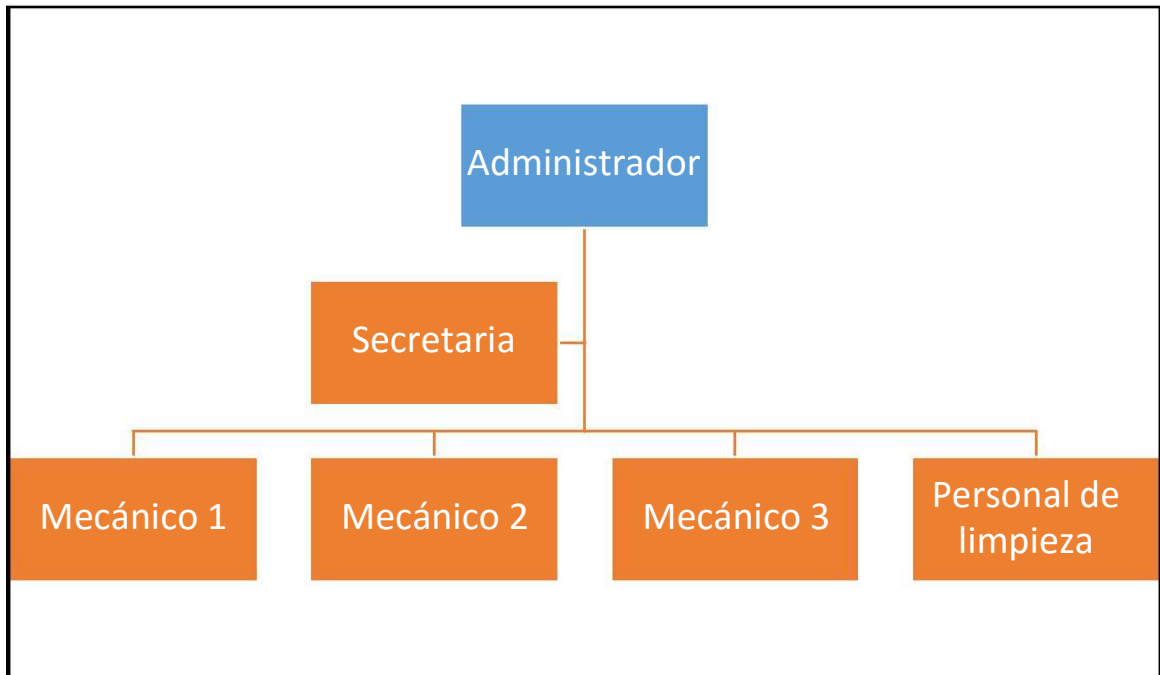 Administrador
Secretaria
Mecánico 1
Mecánico 2
Mecánico 3
Personal de
limpieza